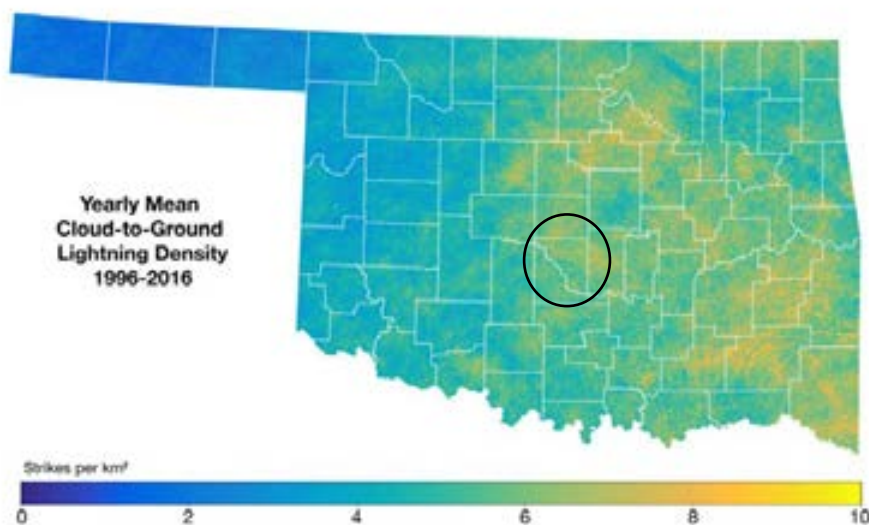 Yearly Mean
Cloud-to-Ground
Lightning Density
1996-2016
Strikes per km²
0 2 4 6 8 10